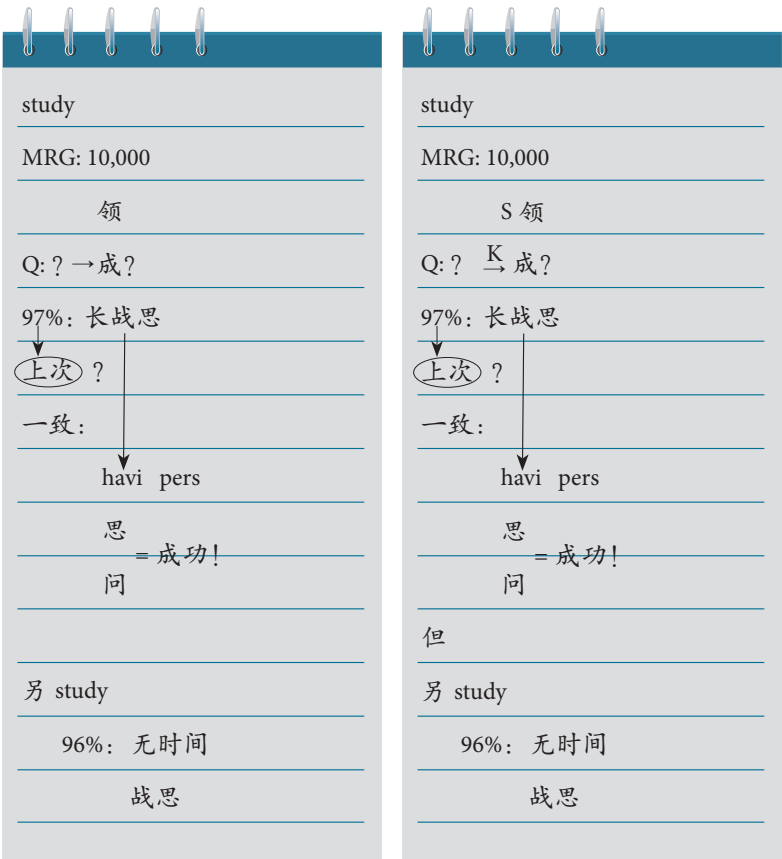 study
MRG: 10,000
领
Q: ? →成?
97%: 长战思
上次 ?
一致:
havi pers
思
= 成功!
问
另 study
96%: 无时间
战思
study
MRG: 10,000
S 领
K
Q: ? → 成?
97%: 长战思
上次 ?
一致:
havi pers
思
= 成功!
问
但
另 study
96%: 无时间
战思